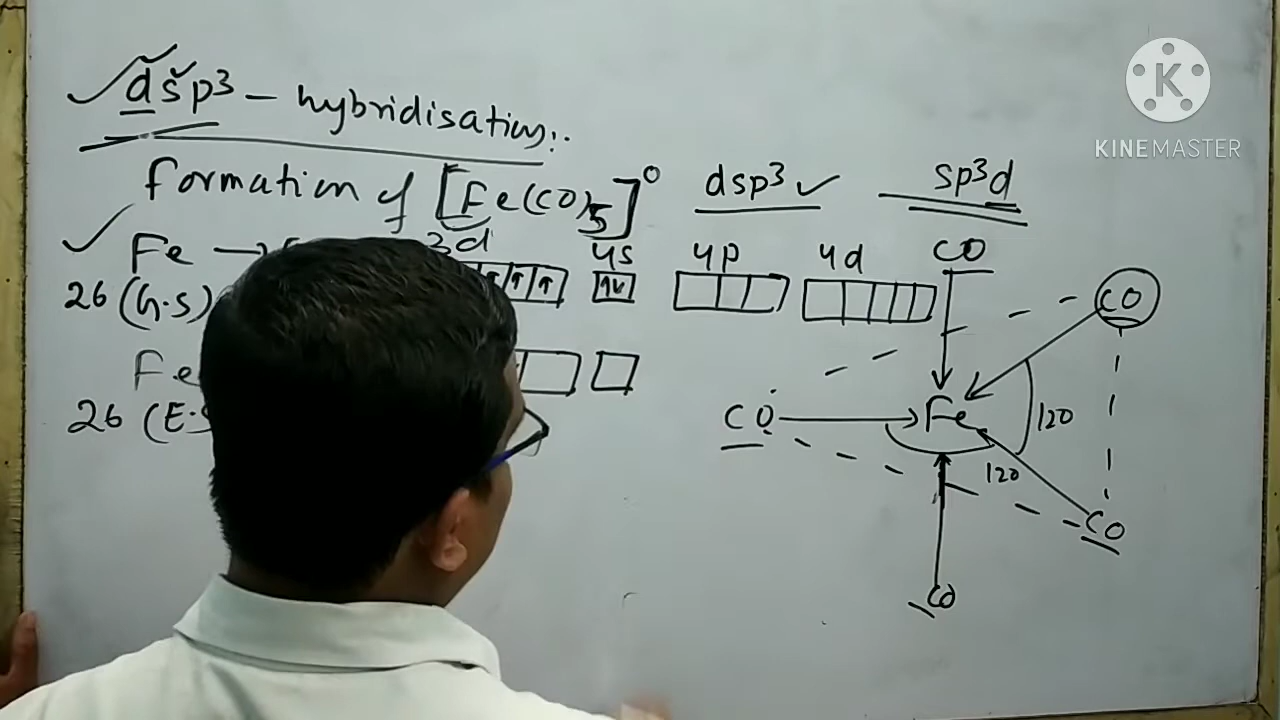 dsp³ – hybridisation:.
formation of [Fe(CO)5]⁰ dsp³ ✓ sp³d
Fe → 3d 4s 4p 4d CO
26 (G.S) ↑ ↑ ↑ ↑↓ CO
Fe
26 (E.S
CO Fe 120
120
CO
CO
K
KINEMASTER